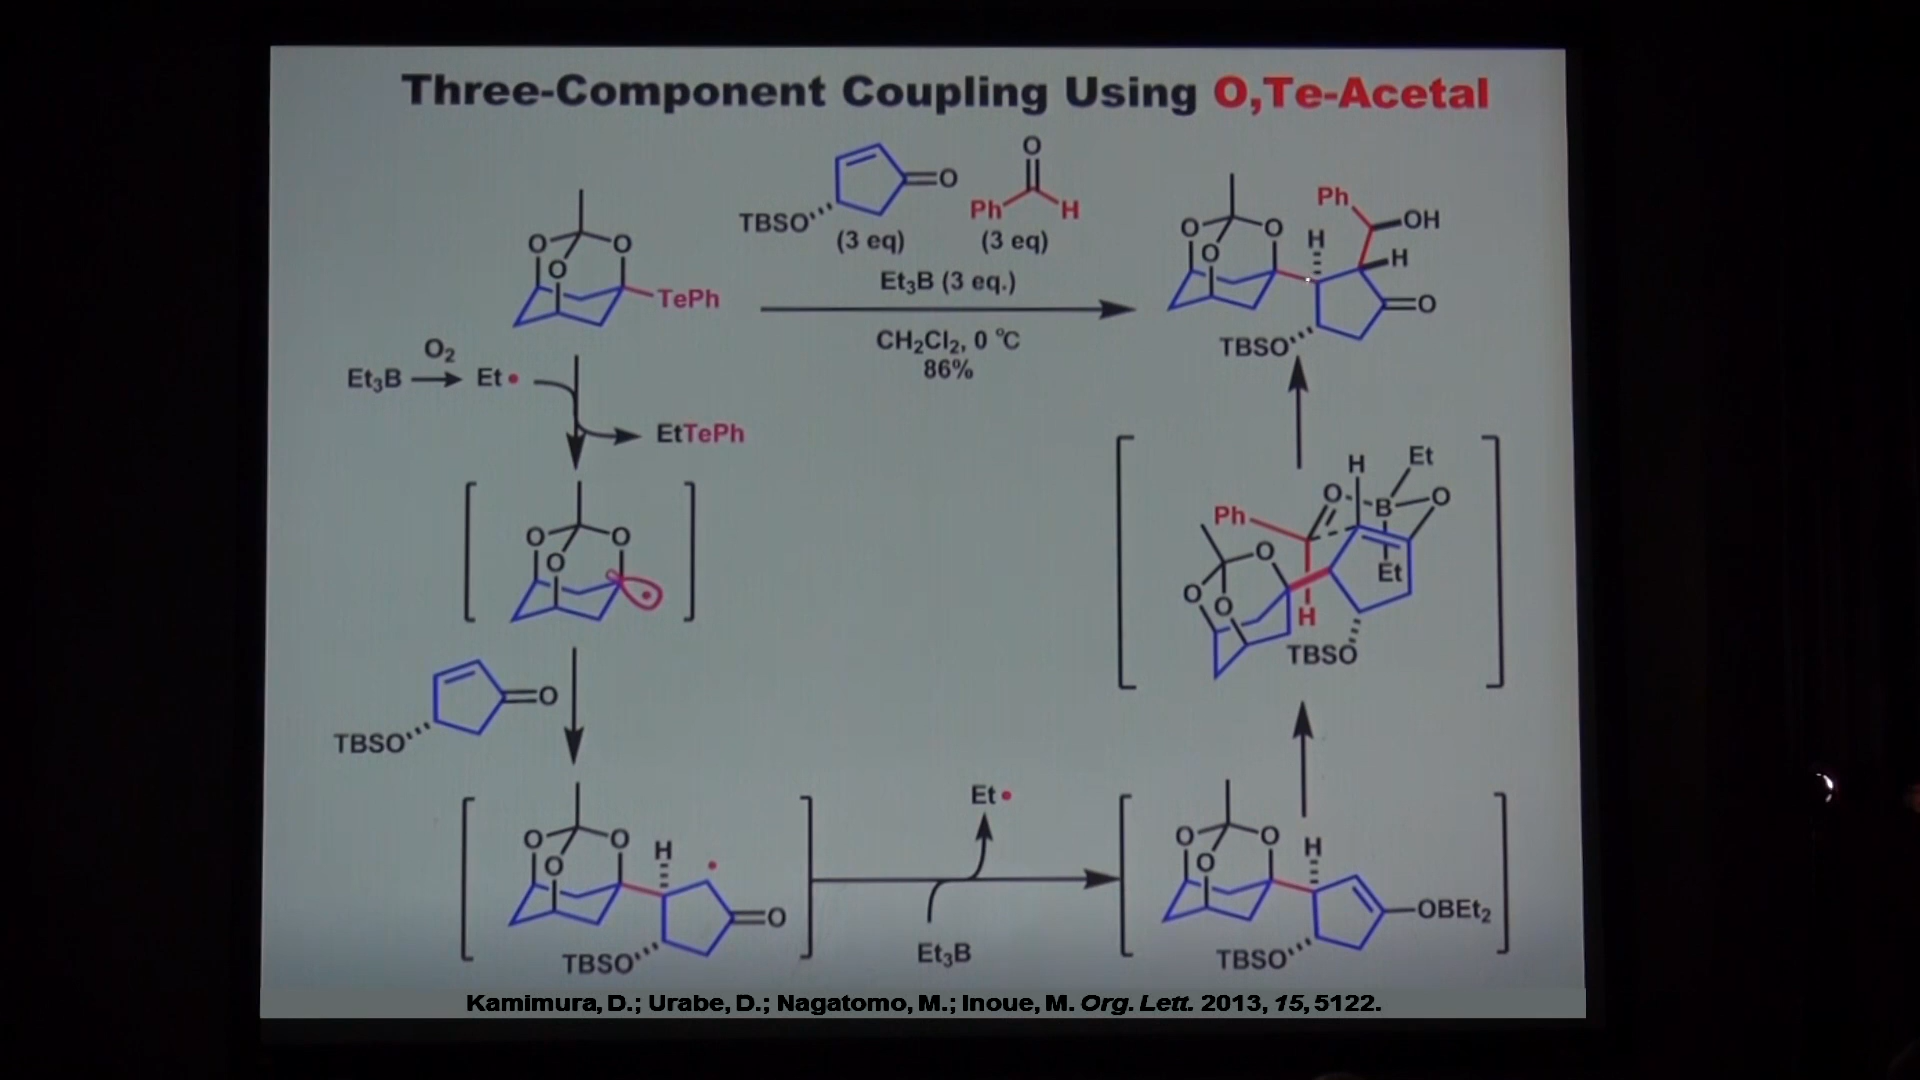 Three-Component Coupling Using O,Te-Acetal
O
O
O
TePh
TBSO
O
(3 eq)
O
Ph
H
(3 eq)
Et₃B (3 eq.)
CH₂Cl₂, 0 °C
86%
O
O
O
H
Ph
OH
H
O
TBSO
O₂
Et₃B
Et•
EtTePh
O
O
O
TBSO
O
O
O
O
H
O
TBSO
Et•
Et₃B
O
O
O
H
OBEt₂
TBSO
Ph
O
H
B
Et
O
Et
O
O
O
H
TBSO
Kamimura, D.; Urabe, D.; Nagatomo, M.; Inoue, M. Org. Lett. 2013, 15, 5122.